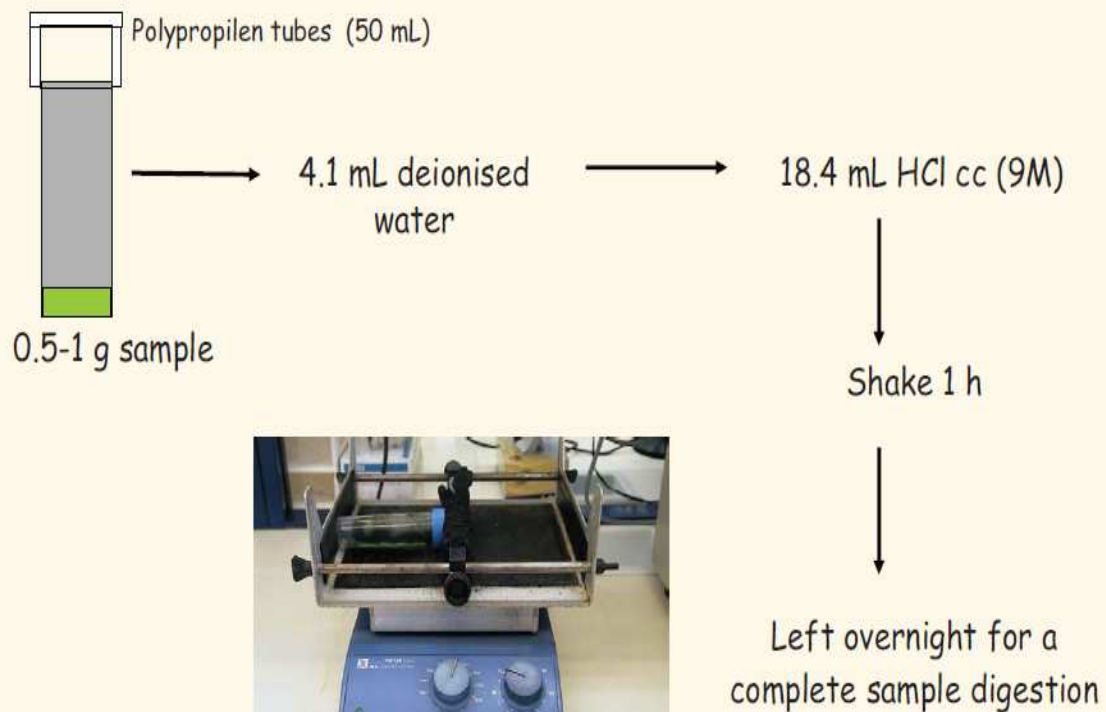 Polypropilen tubes (50 mL)
4.1 mL deionised
water
18.4 mL HCl cc (9M)
0.5-1 g sample
Shake 1 h
Left overnight for a
complete sample digestion